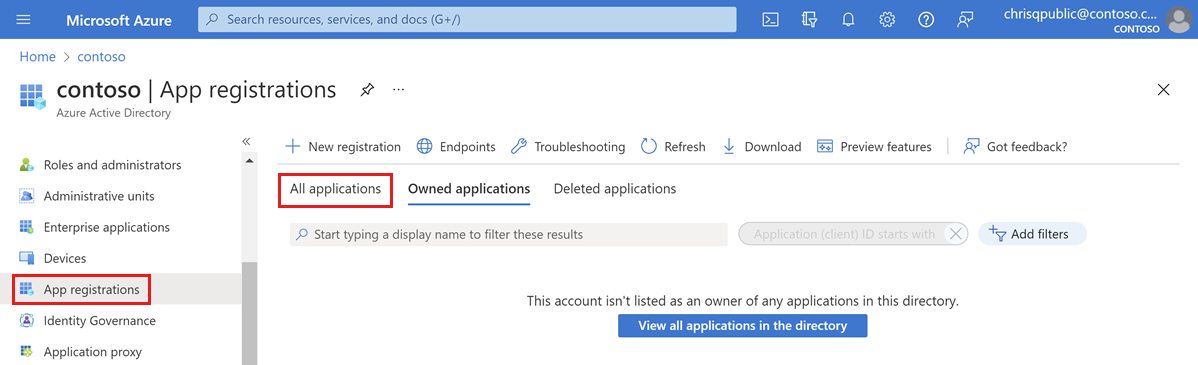 Microsoft Azure
Search resources, services, and docs (G+/)
chrisqpublic@contoso.c...
CONTOSO
Home > contoso
contoso | App registrations
...
Azure Active Directory
New registration
Endpoints
Troubleshooting
Refresh
Download
Preview features
Got feedback?
Roles and administrators
Administrative units
Enterprise applications
Devices
App registrations
Identity Governance
Application proxy
All applications
Owned applications
Deleted applications
Start typing a display name to filter these results
Application (client) ID starts with
Add filters
This account isn't listed as an owner of any applications in this directory.
View all applications in the directory